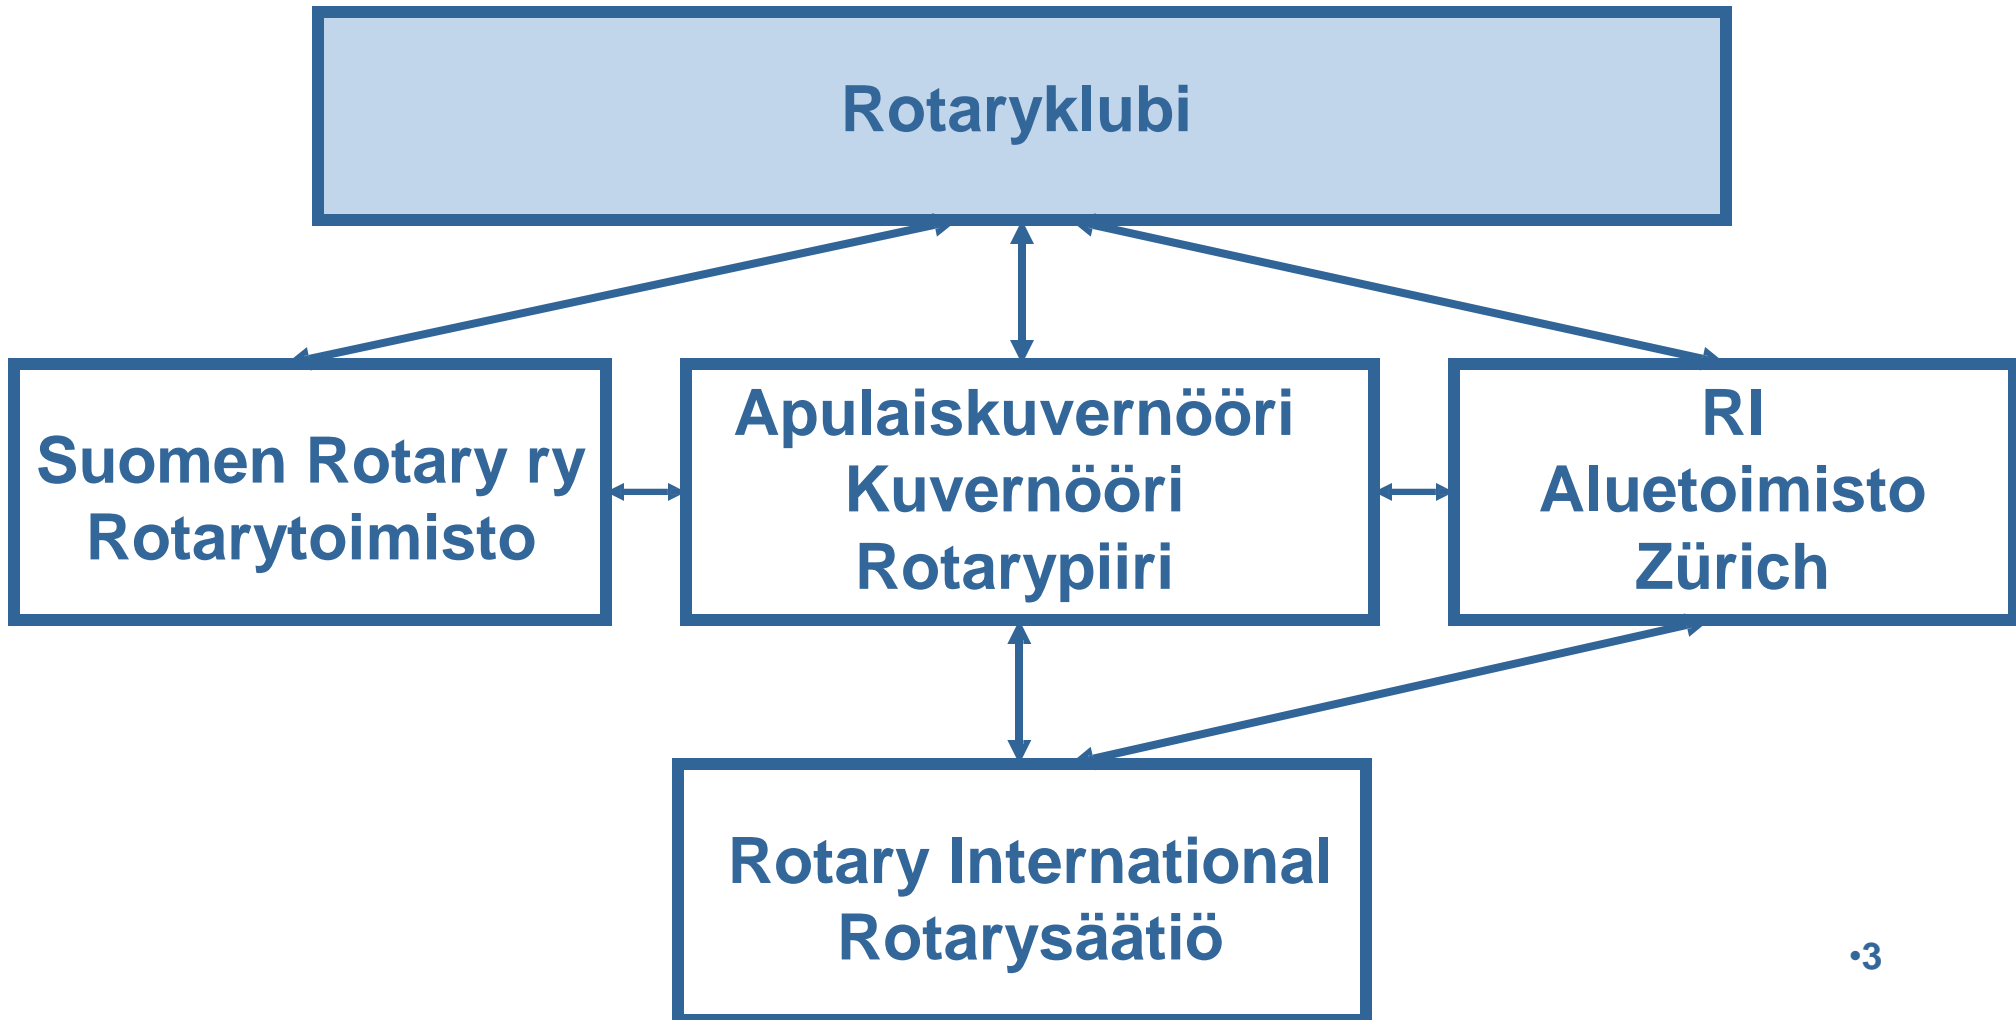 Rotaryklubi
Suomen Rotary ry
Rotarytoimisto
Apulaiskuvernööri
Kuvernööri
Rotarypiiri
RI
Aluetoimisto
Zürich
Rotary International
Rotarysäätiö
•3